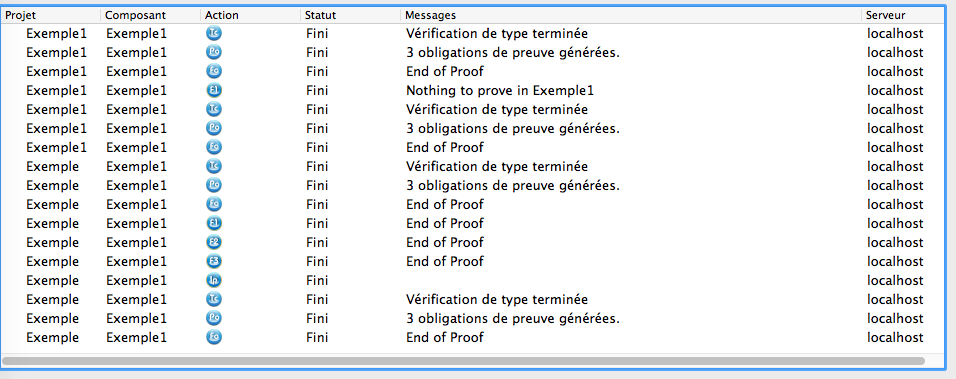 Projet Composant Action Statut Messages Serveur
Exemple1 Exemple1 Tc Fini Vérification de type terminée localhost
Exemple1 Exemple1 Po Fini 3 obligations de preuve générées. localhost
Exemple1 Exemple1 F0 Fini End of Proof localhost
Exemple1 Exemple1 F1 Fini Nothing to prove in Exemple1 localhost
Exemple1 Exemple1 Tc Fini Vérification de type terminée localhost
Exemple1 Exemple1 Po Fini 3 obligations de preuve générées. localhost
Exemple1 Exemple1 F0 Fini End of Proof localhost
Exemple Exemple1 Tc Fini Vérification de type terminée localhost
Exemple Exemple1 Po Fini 3 obligations de preuve générées. localhost
Exemple Exemple1 F0 Fini End of Proof localhost
Exemple Exemple1 F1 Fini End of Proof localhost
Exemple Exemple1 F2 Fini End of Proof localhost
Exemple Exemple1 F3 Fini End of Proof localhost
Exemple Exemple1 Ip Fini localhost
Exemple Exemple1 Tc Fini Vérification de type terminée localhost
Exemple Exemple1 Po Fini 3 obligations de preuve générées. localhost
Exemple Exemple1 F0 Fini End of Proof localhost